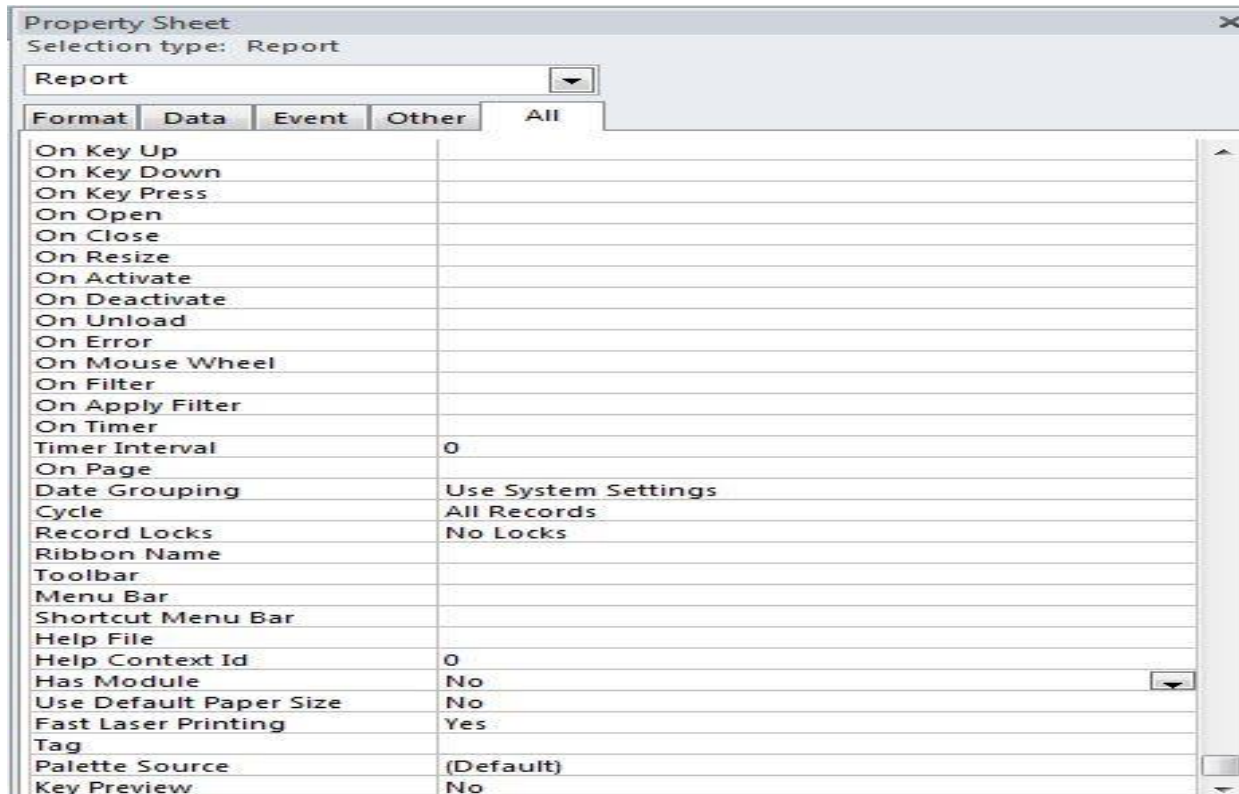 Property Sheet
Selection type: Report
Report
Format Data Event Other All
On Key Up
On Key Down
On Key Press
On Open
On Close
On Resize
On Activate
On Deactivate
On Unload
On Error
On Mouse Wheel
On Filter
On Apply Filter
On Timer
Timer Interval 0
On Page
Date Grouping Use System Settings
Cycle All Records
Record Locks No Locks
Ribbon Name
Toolbar
Menu Bar
Shortcut Menu Bar
Help File
Help Context Id 0
Has Module No
Use Default Paper Size No
Fast Laser Printing Yes
Tag
Palette Source (Default)
Key Preview No